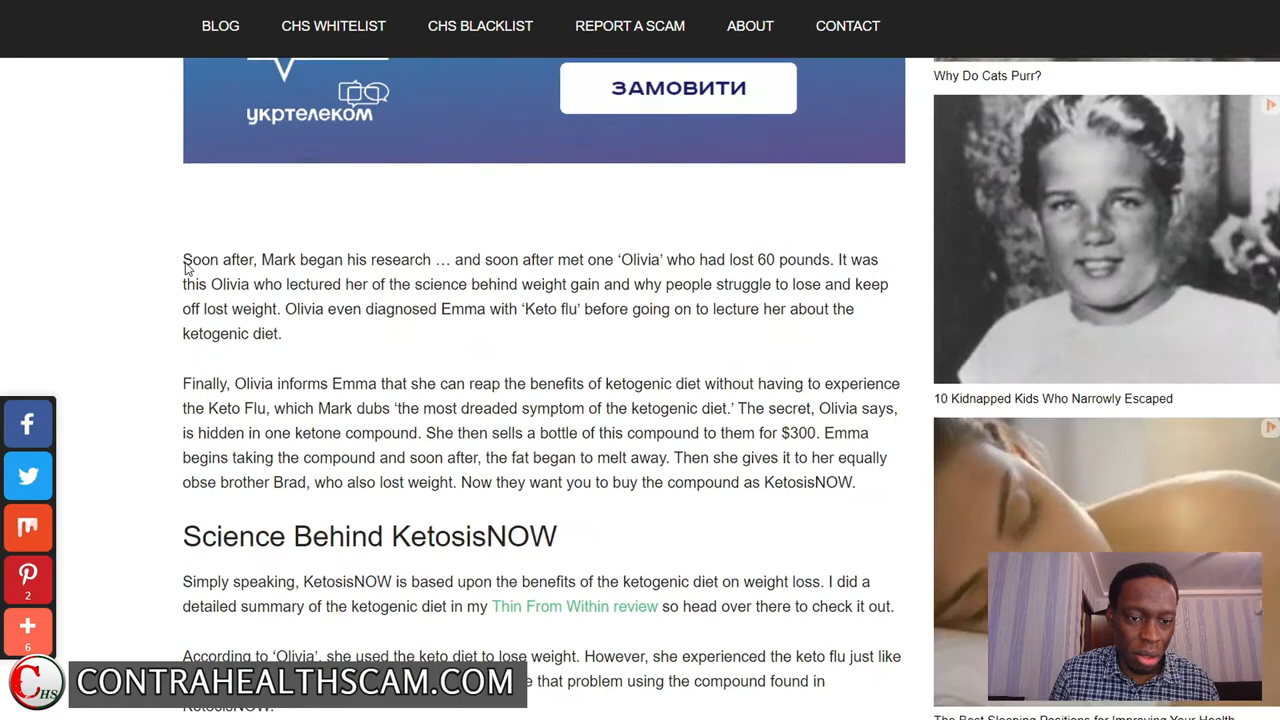 BLOG
CHS WHITELIST
CHS BLACKLIST
REPORT A SCAM
ABOUT
CONTACT
укртелеком
ЗАМОВИТИ
Why Do Cats Purr?
Soon after, Mark began his research … and soon after met one ‘Olivia’ who had lost 60 pounds. It was
this Olivia who lectured her of the science behind weight gain and why people struggle to lose and keep
off lost weight. Olivia even diagnosed Emma with ‘Keto flu’ before going on to lecture her about the
ketogenic diet.
Finally, Olivia informs Emma that she can reap the benefits of ketogenic diet without having to experience
the Keto Flu, which Mark dubs ‘the most dreaded symptom of the ketogenic diet.’ The secret, Olivia says,
is hidden in one ketone compound. She then sells a bottle of this compound to them for $300. Emma
begins taking the compound and soon after, the fat began to melt away. Then she gives it to her equally
obse brother Brad, who also lost weight. Now they want you to buy the compound as KetosisNOW.
Science Behind KetosisNOW
Simply speaking, KetosisNOW is based upon the benefits of the ketogenic diet on weight loss. I did a
detailed summary of the ketogenic diet in my Thin From Within review so head over there to check it out.
According to ‘Olivia’, she used the keto diet to lose weight. However, she experienced the keto flu just like
e that problem using the compound found in
KetosisNOW.
10 Kidnapped Kids Who Narrowly Escaped
The Best Sleeping Positions for Improving Your Health
2
6
CHS
CONTRAHEALTHSCAM.COM